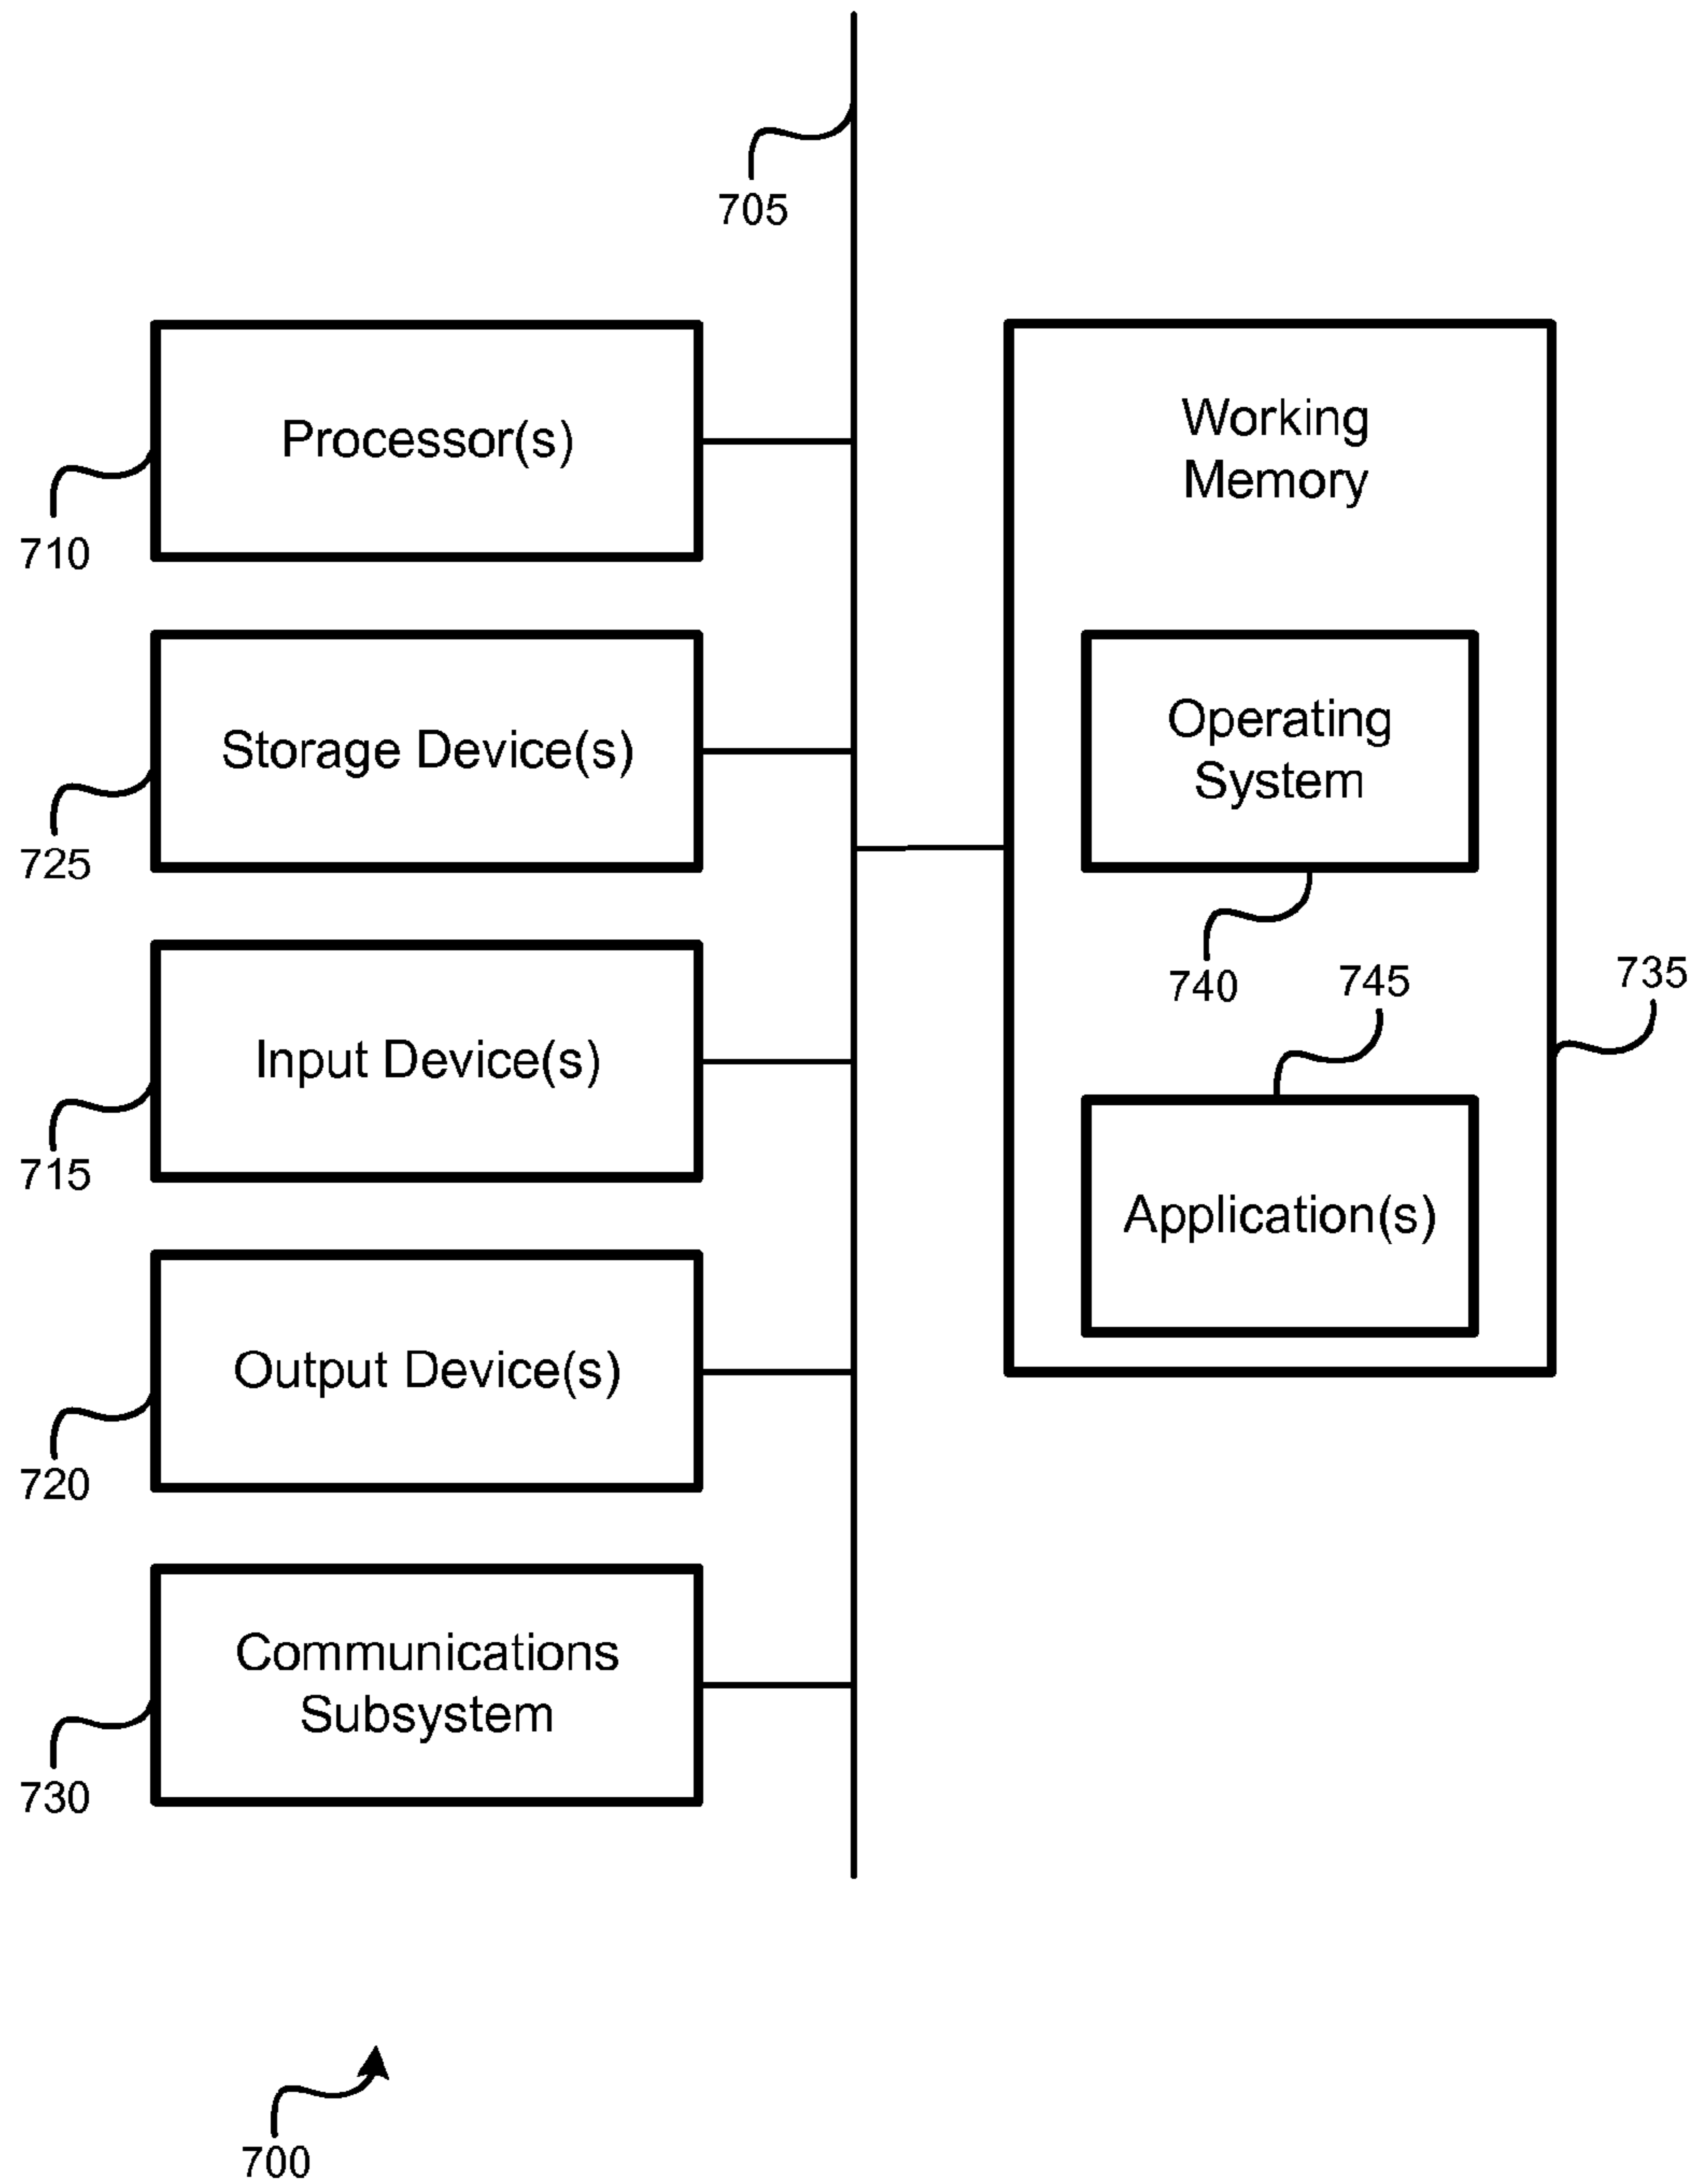 705
Processor(s)
710
Storage Device(s)
725
Input Device(s)
715
Output Device(s)
720
Communications
Subsystem
730
Working
Memory
Operating
System
740
745
735
Application(s)
700